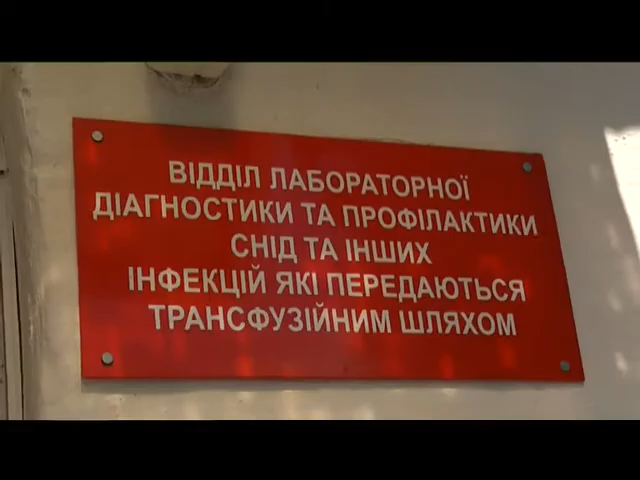 ВІДДІЛ ЛАБОРАТОРНОЇ
ДІАГНОСТИКИ ТА ПРОФІЛАКТИКИ
СНІД ТА ІНШИХ
ІНФЕКЦІЙ ЯКІ ПЕРЕДАЮТЬСЯ
ТРАНСФУЗІЙНИМ ШЛЯХОМ